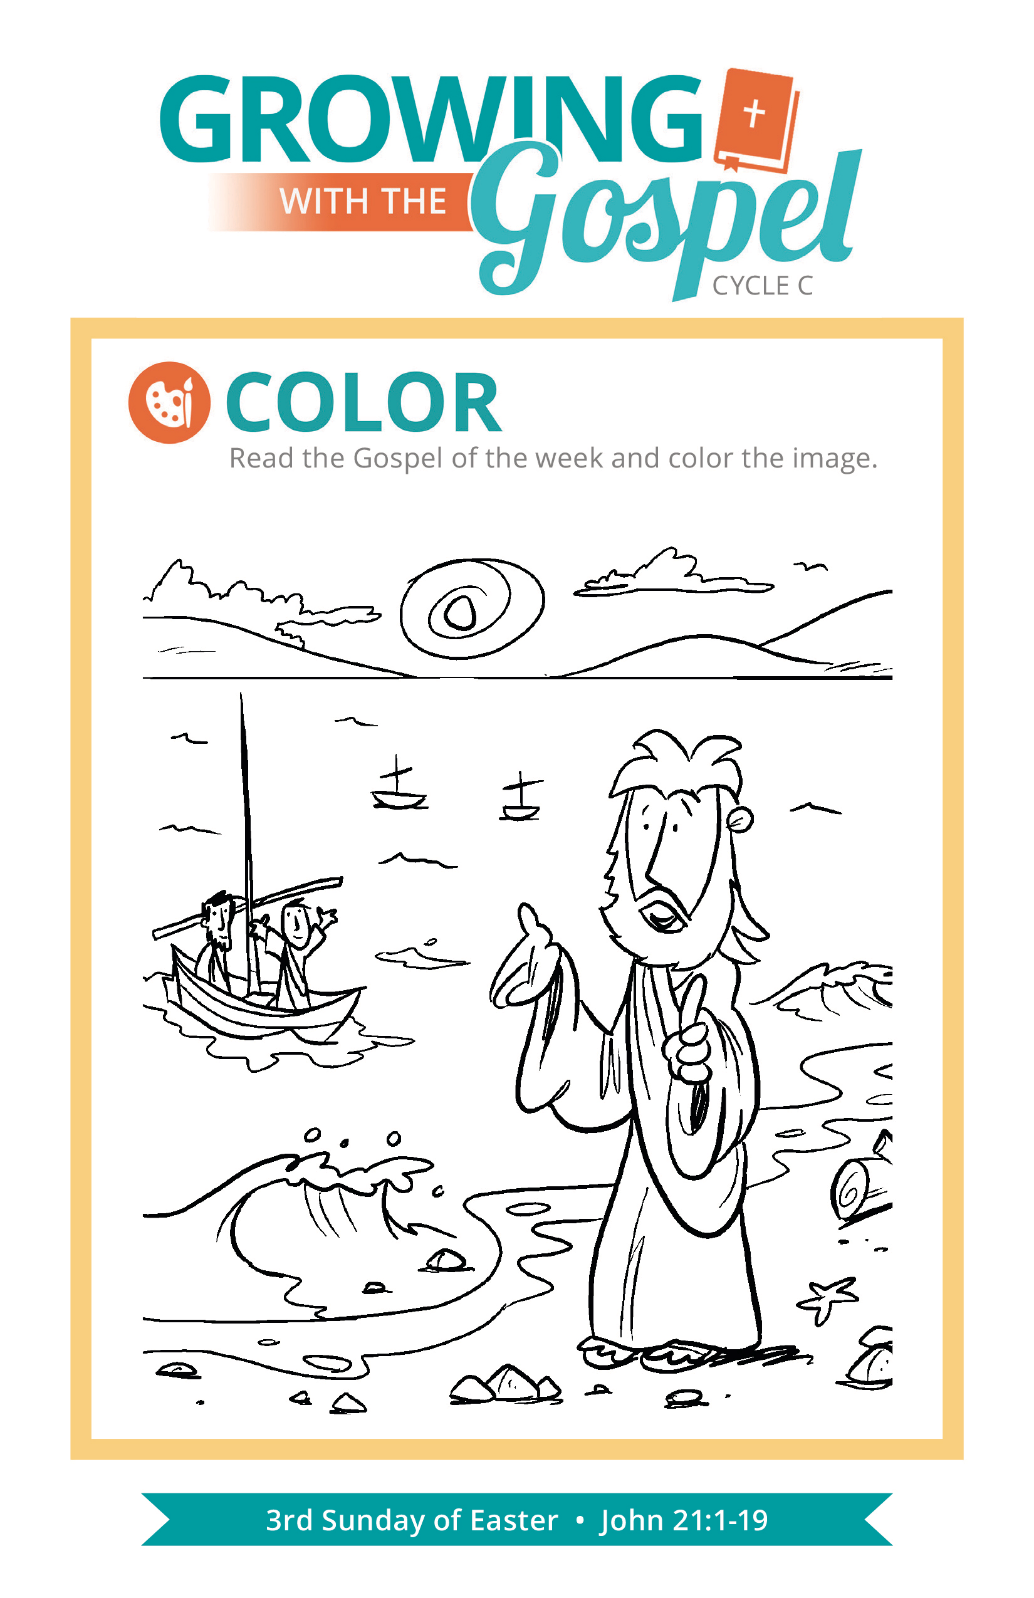 GROWING
WITH THE Gospel
CYCLE C
COLOR
Read the Gospel of the week and color the image.
3rd Sunday of Easter • John 21:1-19